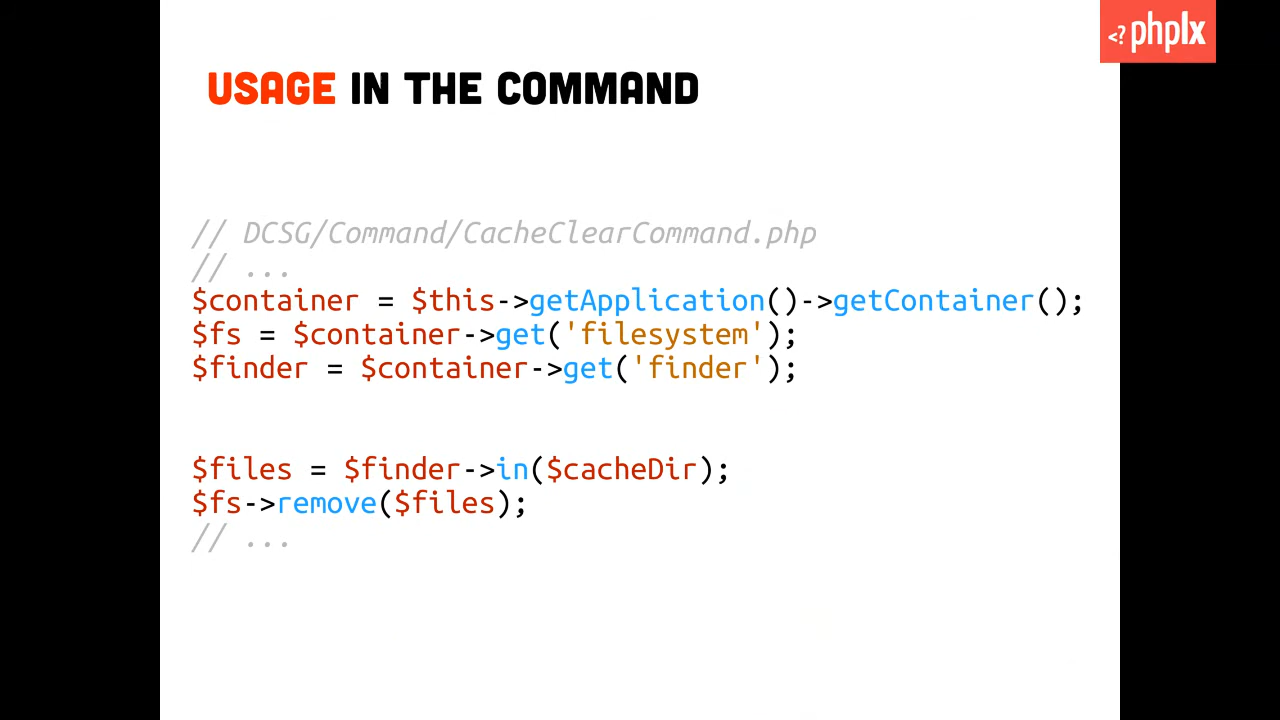 <? phplx
USAGE IN THE COMMAND
// DCSG/Command/CacheClearCommand.php
// ...
$container = $this->getApplication()->getContainer();
$fs = $container->get('filesystem');
$finder = $container->get('finder');
$files = $finder->in($cacheDir);
$fs->remove($files);
// ...